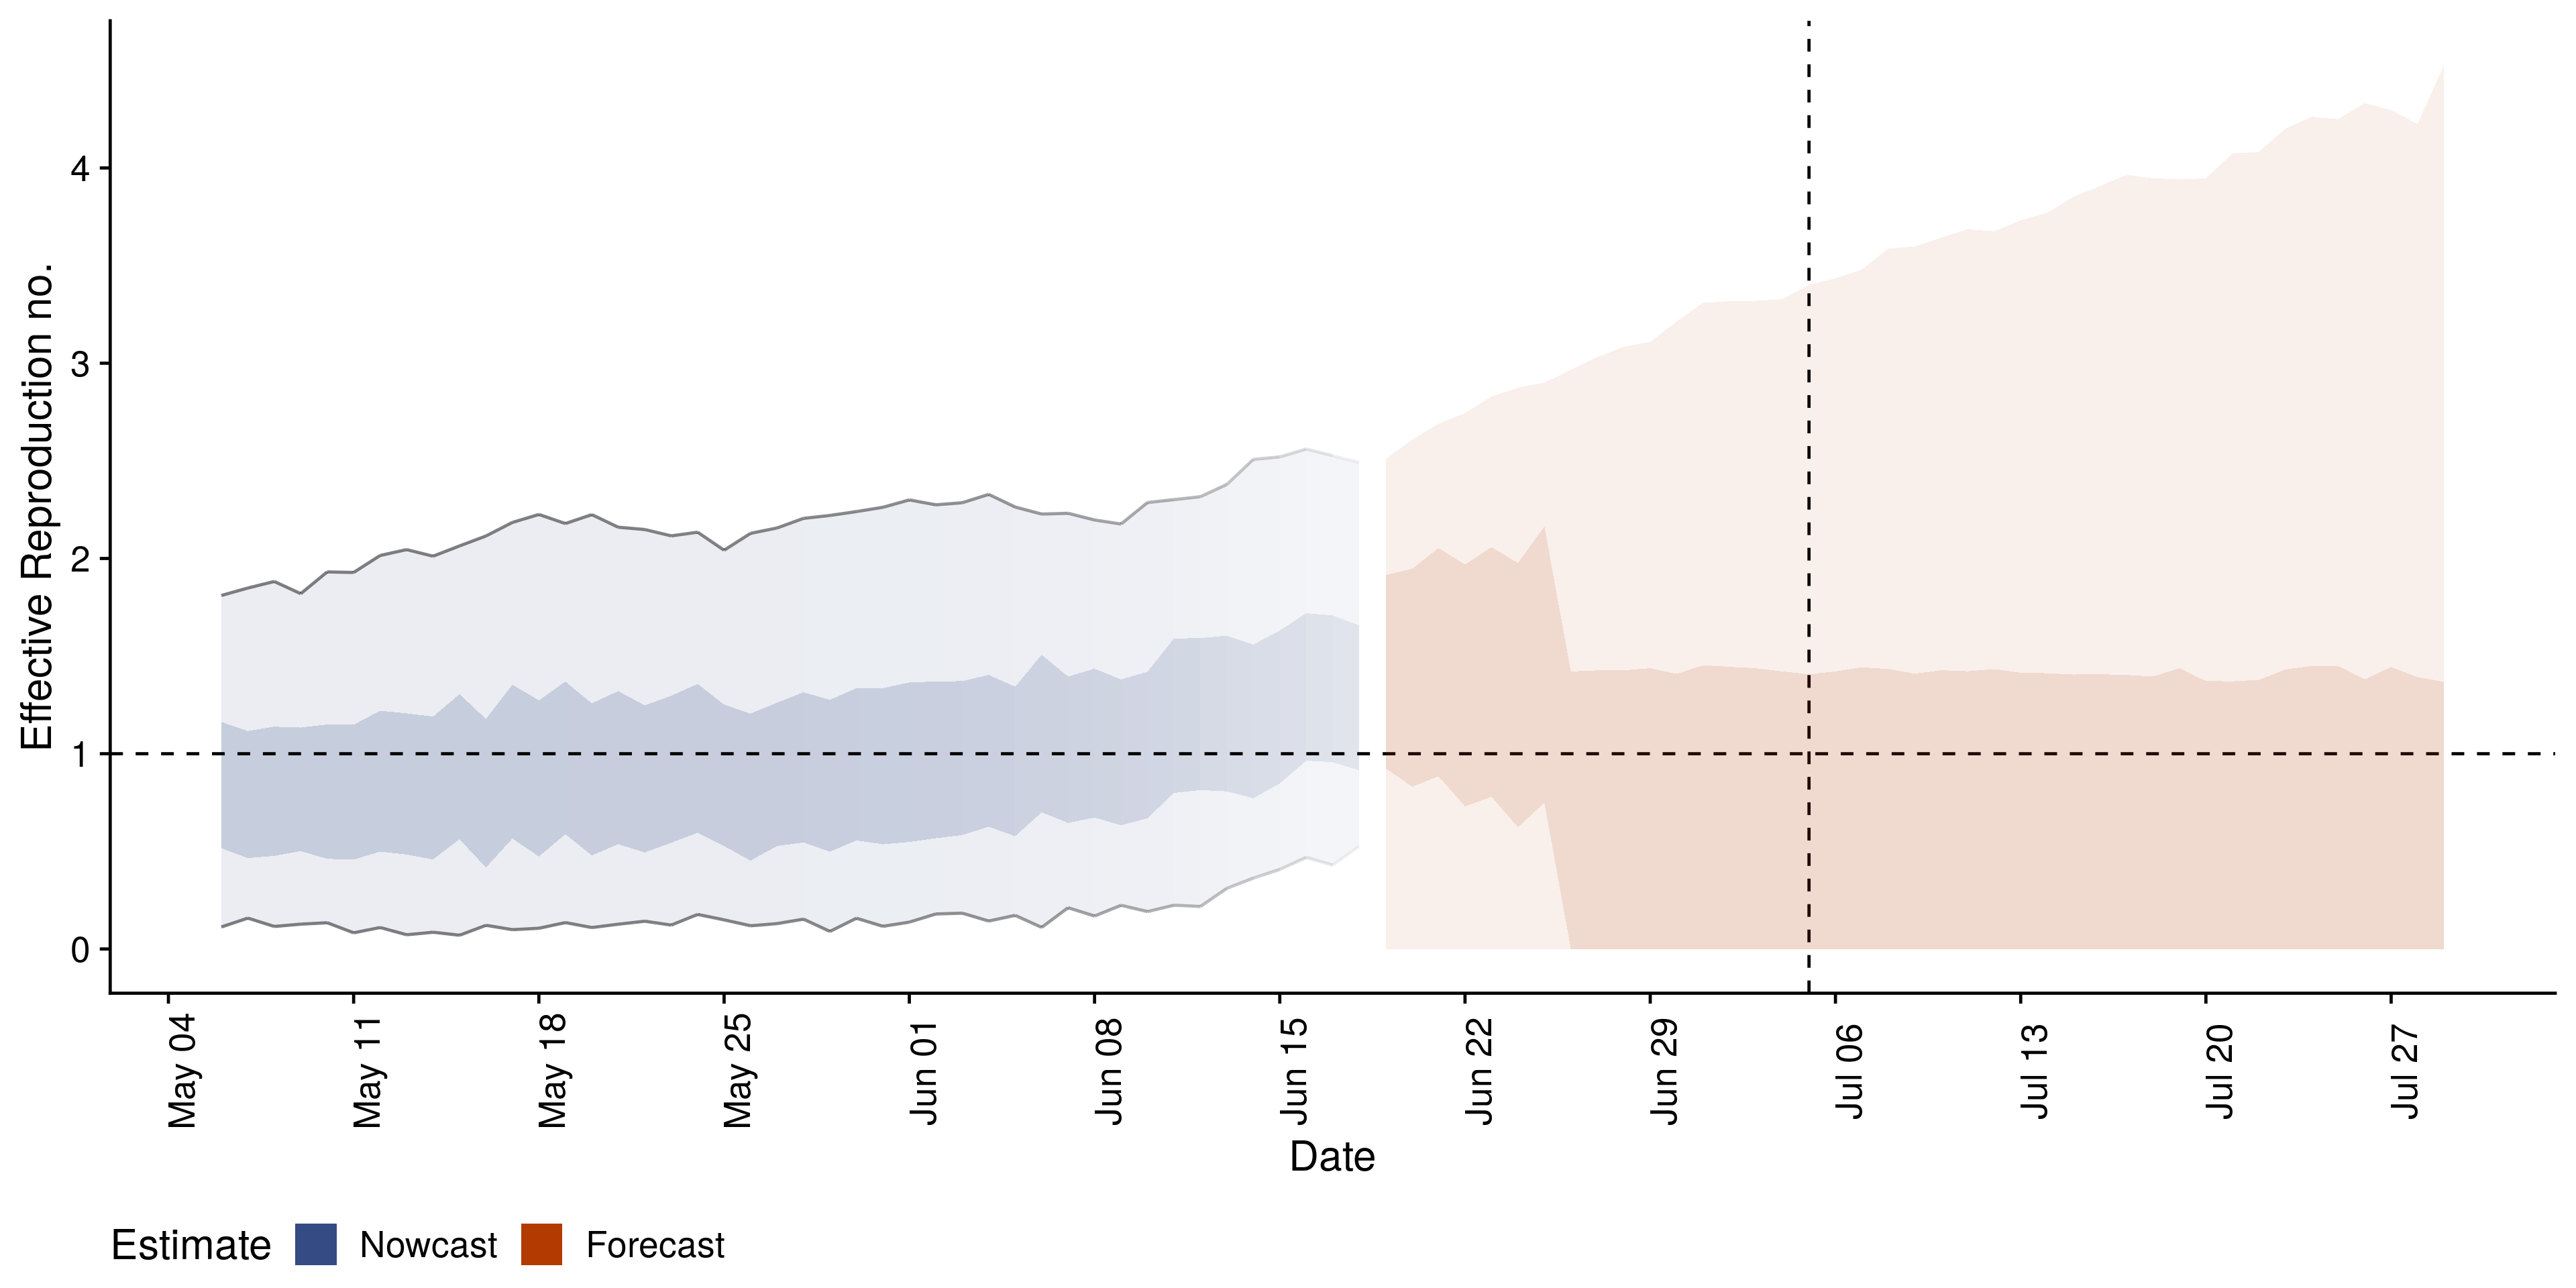 Effective Reproduction no.
4
3
2
1
0
May 04
May 11
May 18
May 25
Jun 01
Jun 08
Jun 15
Jun 22
Jun 29
Jul 06
Jul 13
Jul 20
Jul 27
Date
Estimate Nowcast Forecast